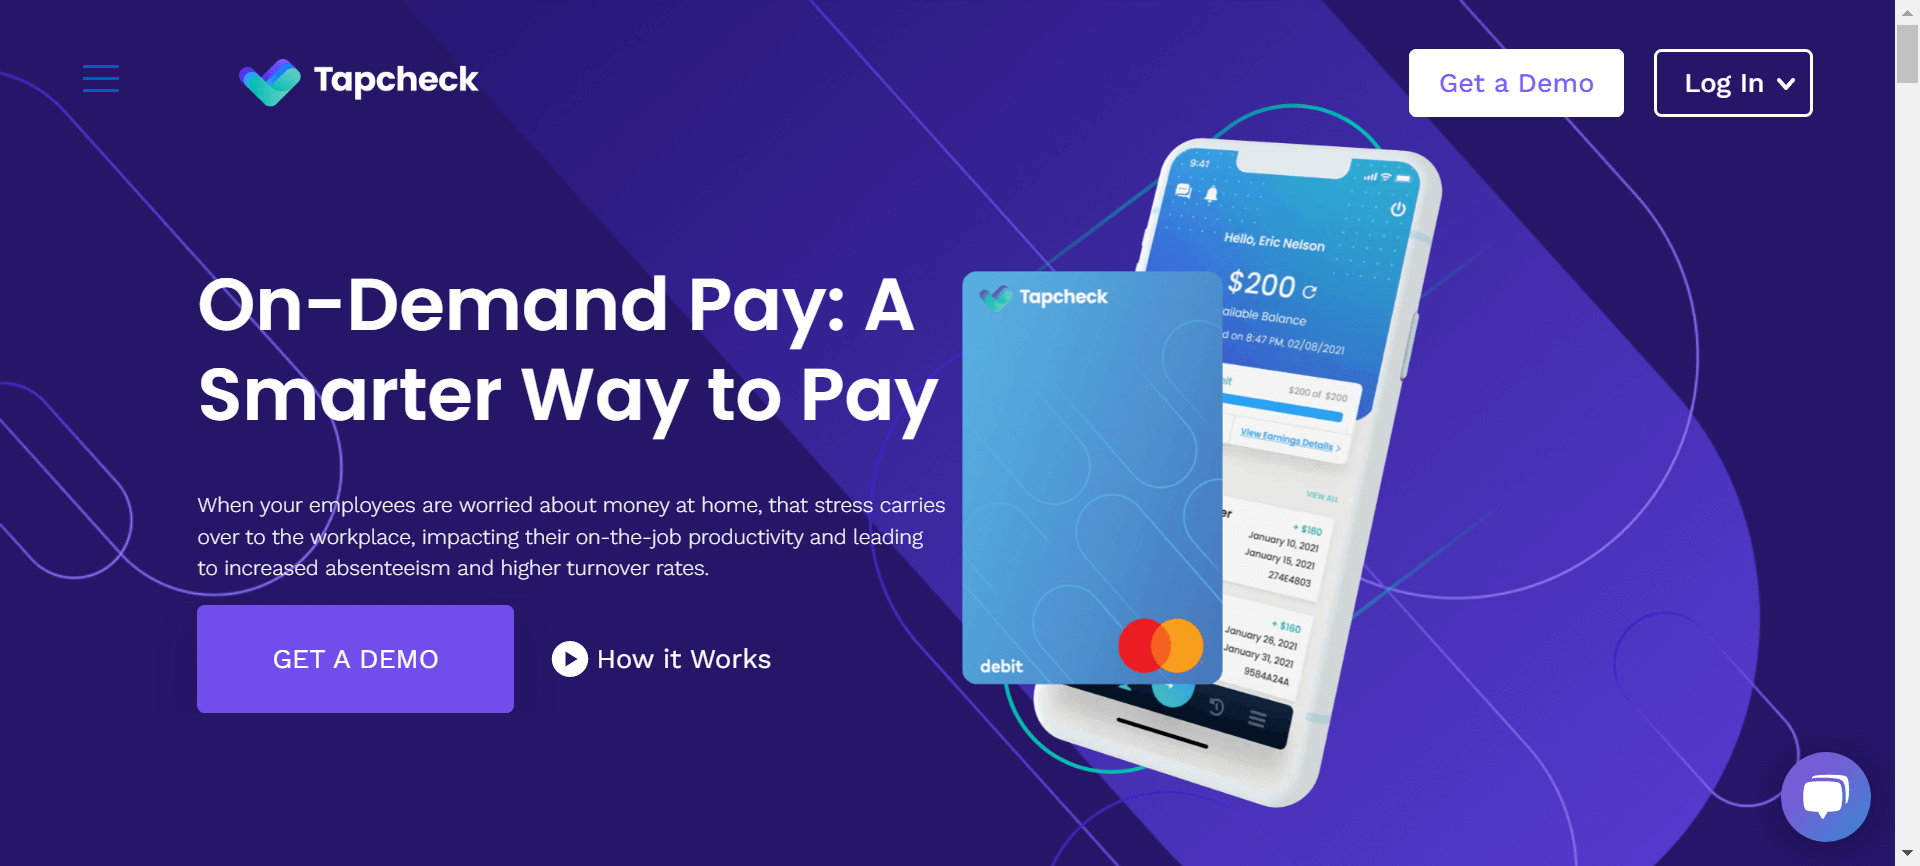 Tapcheck
Get a Demo
Log In
On-Demand Pay: A
Smarter Way to Pay
When your employees are worried about money at home, that stress carries
over to the workplace, impacting their on-the-job productivity and leading
to increased absenteeism and higher turnover rates.
GET A DEMO
How it Works
Tapcheck
debit
9:41
Hello, Eric Nelson
$200
Balance
on 8:47 PM, 02/08/2021
$200 of $200
View Earnings Details >
VIEW ALL
+ $180
January 10, 2021
January 15, 2021
274E4803
+ $160
January 26, 2021
January 31, 2021
9584A24A